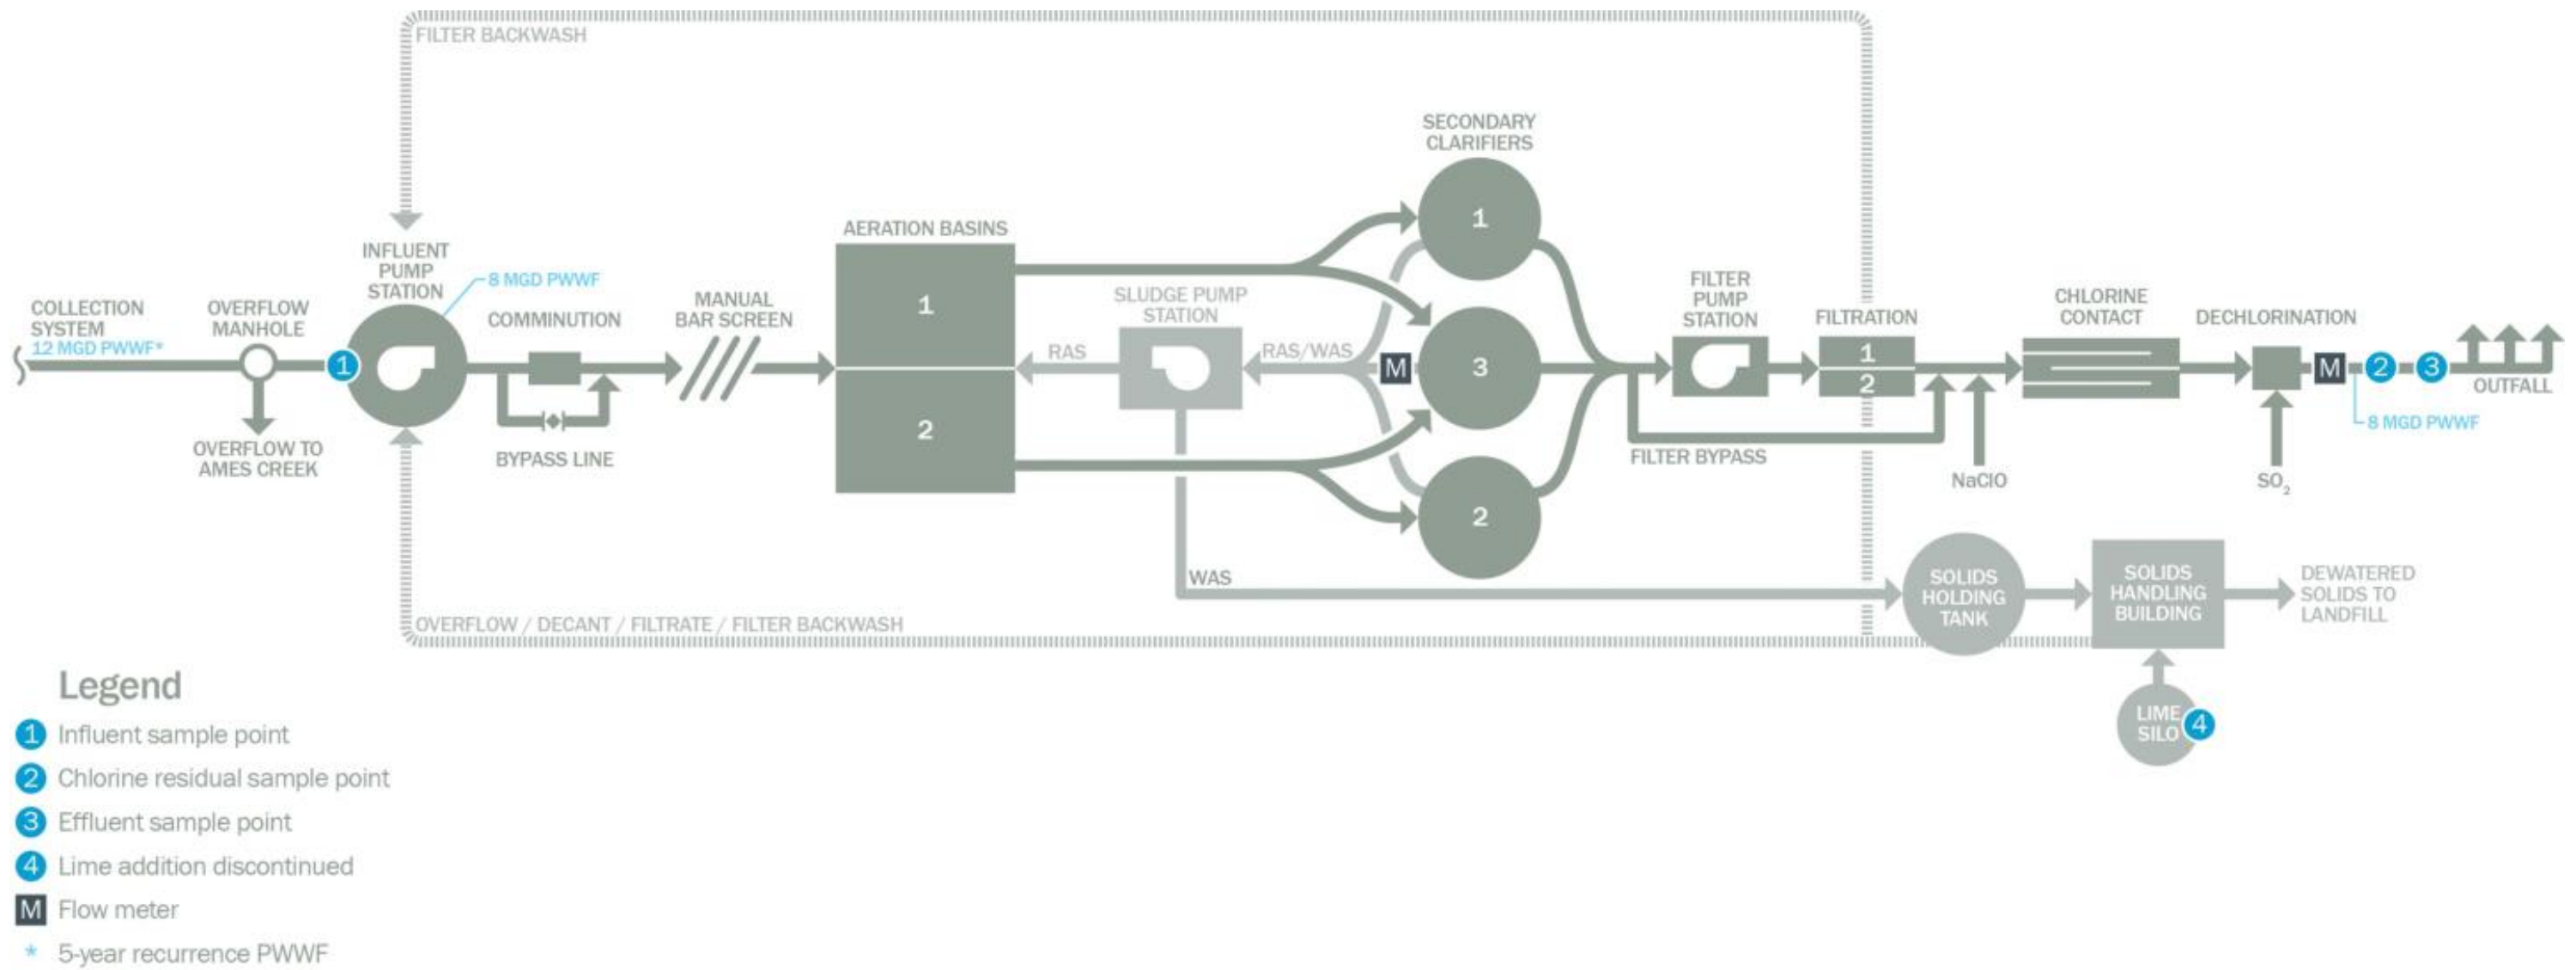 FILTER BACKWASH
SECONDARY
CLARIFIERS
1
AERATION BASINS
INFLUENT
PUMP
STATION
8 MGD PWWF
COLLECTION
SYSTEM
12 MGD PWWF*
OVERFLOW
MANHOLE
1
COMMINUTION
MANUAL
BAR SCREEN
1
2
SLUDGE PUMP
STATION
RAS
RAS/WAS
M
3
2
FILTER
PUMP
STATION
FILTRATION
1
2
CHLORINE
CONTACT
DECHLORINATION
M
2
3
OUTFALL
8 MGD PWWF
OVERFLOW TO
AMES CREEK
BYPASS LINE
FILTER BYPASS
NaClO
SO2
WAS
SOLIDS
HOLDING
TANK
SOLIDS
HANDLING
BUILDING
DEWATERED
SOLIDS TO
LANDFILL
OVERFLOW / DECANT / FILTRATE / FILTER BACKWASH
LIME
SILO
4
Legend
1 Influent sample point
2 Chlorine residual sample point
3 Effluent sample point
4 Lime addition discontinued
M Flow meter
* 5-year recurrence PWWF